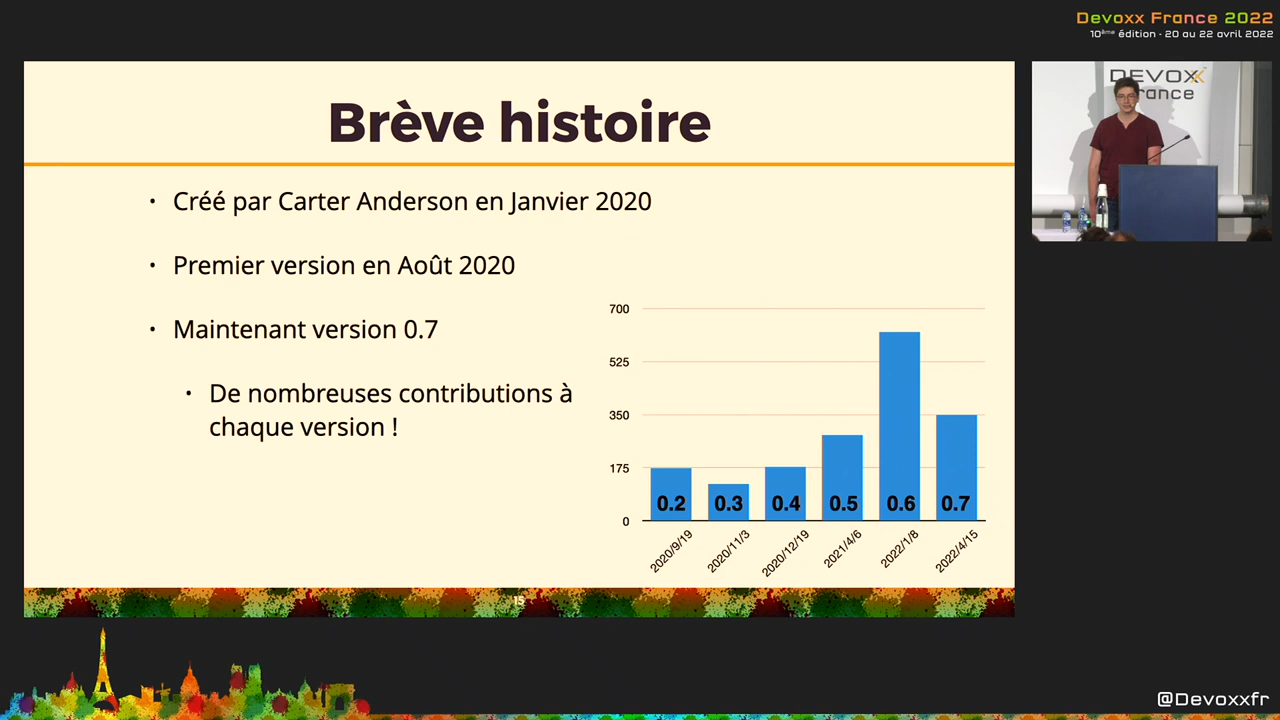 Devoxx France 2022
10ème édition - 20 au 22 avril 2022
DEVOXX
France
Brève histoire
• Créé par Carter Anderson en Janvier 2020
• Premier version en Août 2020
• Maintenant version 0.7
• De nombreuses contributions à
chaque version !
700
525
350
175
0
0.2
0.3
0.4
0.5
0.6
0.7
2020/9/19
2020/11/3
2020/12/19
2021/4/6
2022/1/8
2022/4/15
15
@Devoxxfr